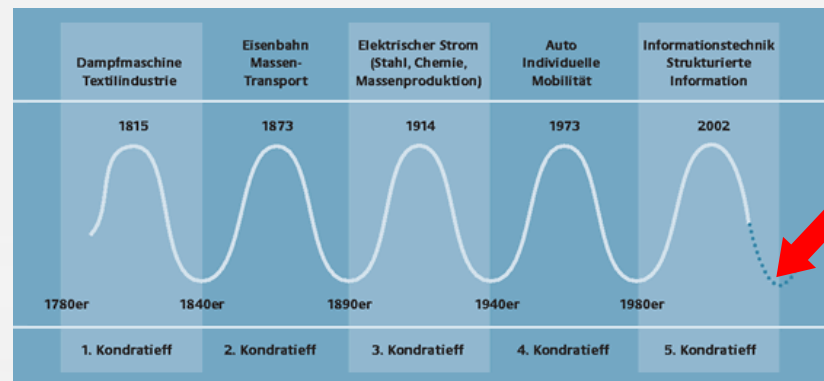 Dampfmaschine
Textilindustrie
Eisenbahn
Massen-
Transport
Elektrischer Strom
(Stahl, Chemie,
Massenproduktion)
Auto
Individuelle
Mobilität
Informationstechnik
Strukturierte
Information
1815
1873
1914
1973
2002
1780er
1840er
1890er
1940er
1980er
1. Kondratieff
2. Kondratieff
3. Kondratieff
4. Kondratieff
5. Kondratieff